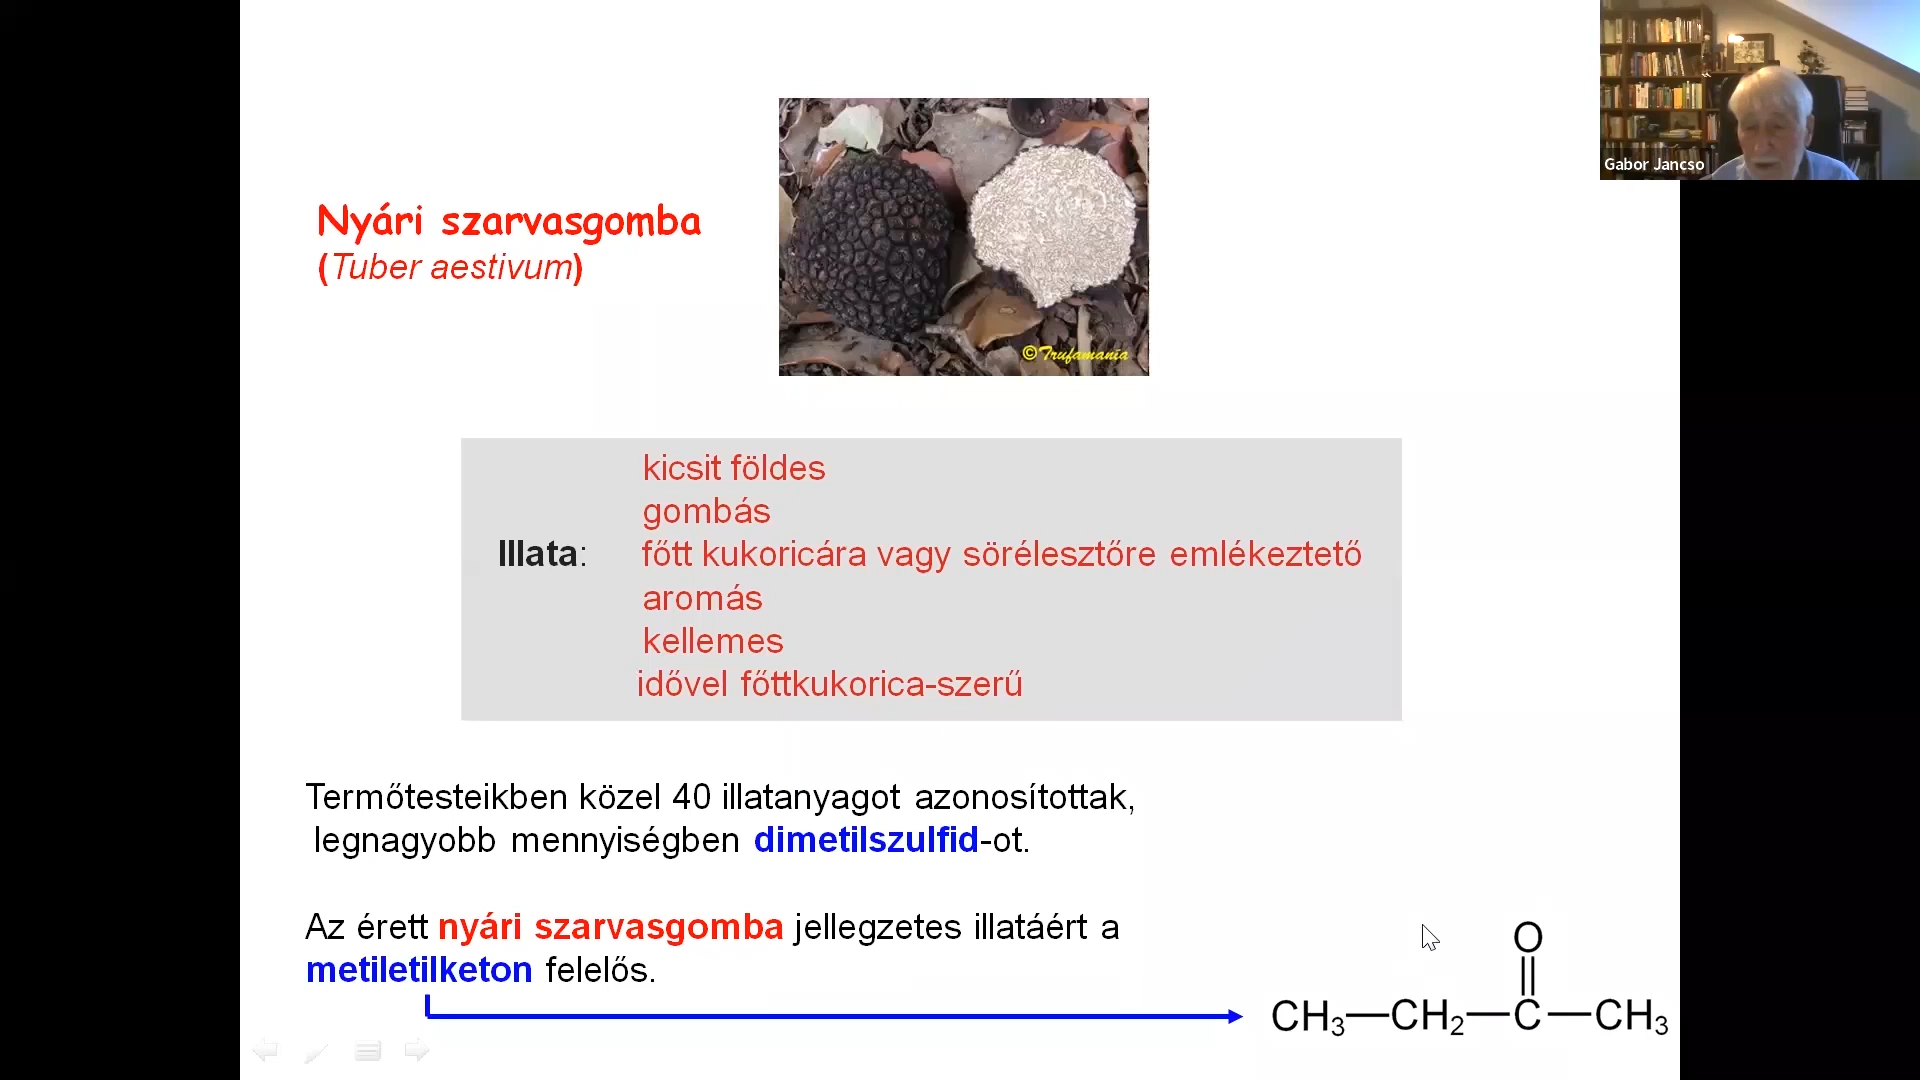 Gabor Jancso
Nyári szarvasgomba
(Tuber aestivum)
©Trufamania
kicsit földes
gombás
Illata: főtt kukoricára vagy sörélesztőre emlékeztető
aromás
kellemes
idővel főttkukorica-szerű
Termőtesteikben közel 40 illatanyagot azonosítottak,
legnagyobb mennyiségben dimetilszulfid-ot.
Az érett nyári szarvasgomba jellegzetes illatáért a
metiletilketon felelős.
O
CH₃—CH₂—C—CH₃